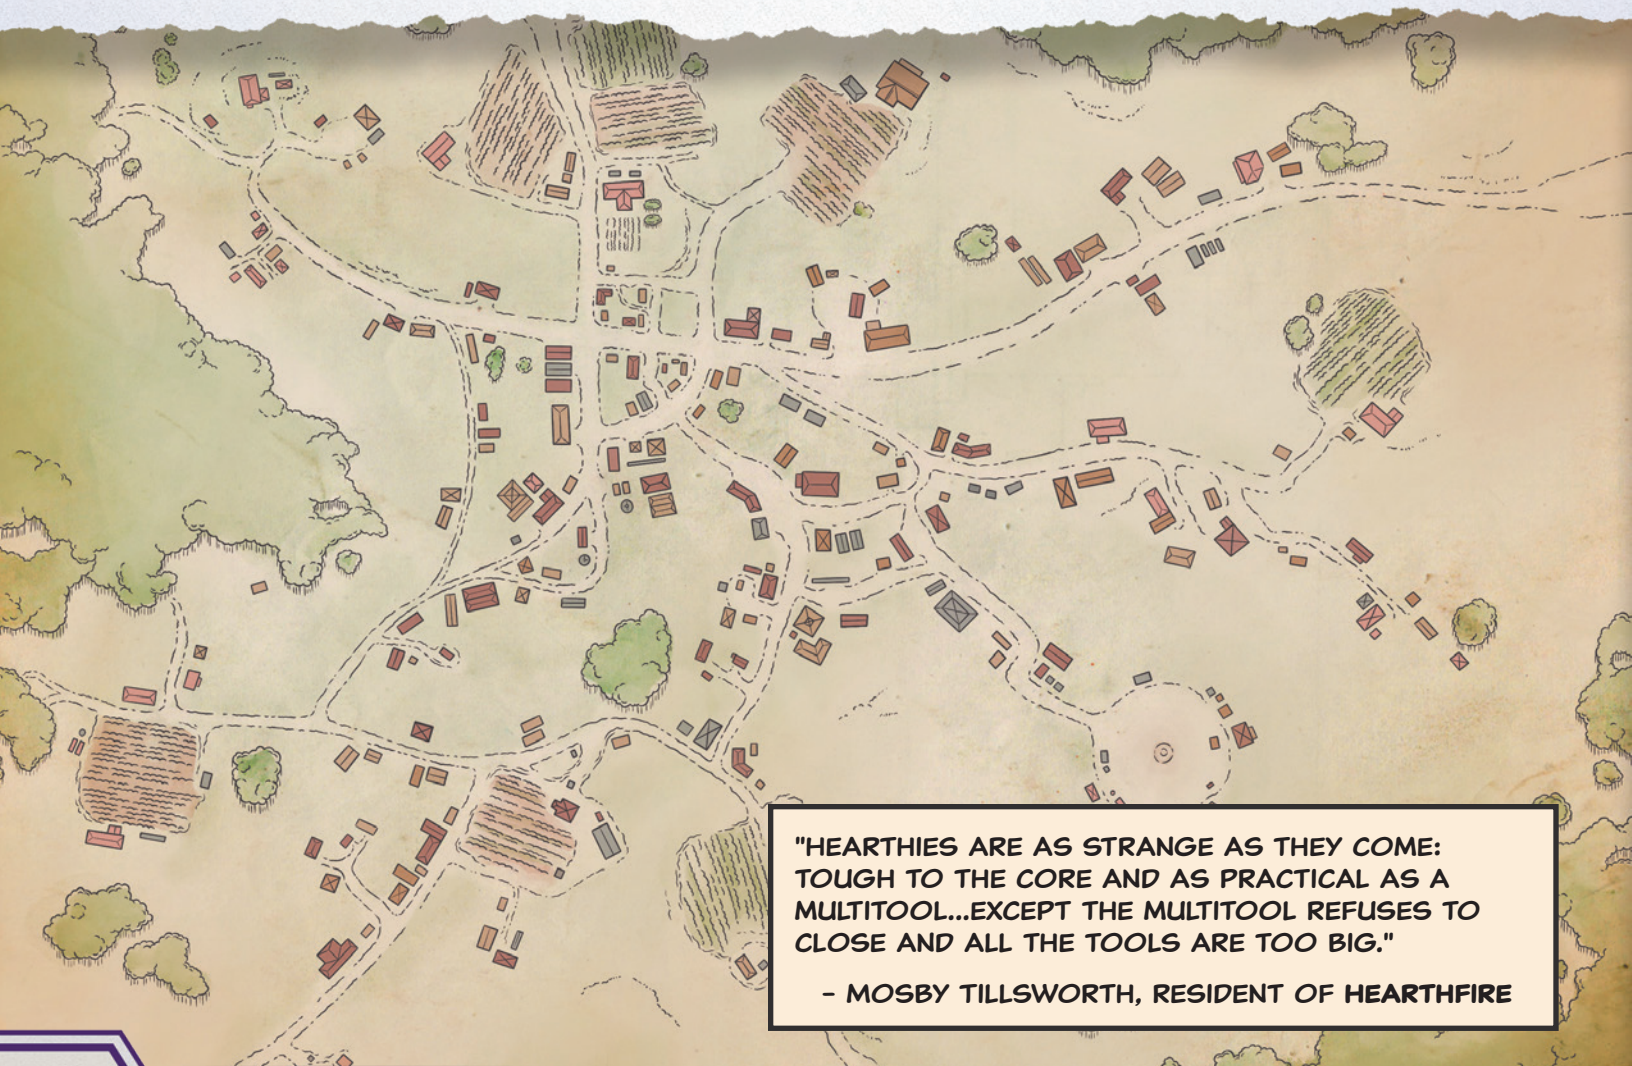 "HEARTHIES ARE AS STRANGE AS THEY COME:
TOUGH TO THE CORE AND AS PRACTICAL AS A
MULTITOOL...EXCEPT THE MULTITOOL REFUSES TO
CLOSE AND ALL THE TOOLS ARE TOO BIG."
- MOSBY TILLSWORTH, RESIDENT OF HEARTHFIRE